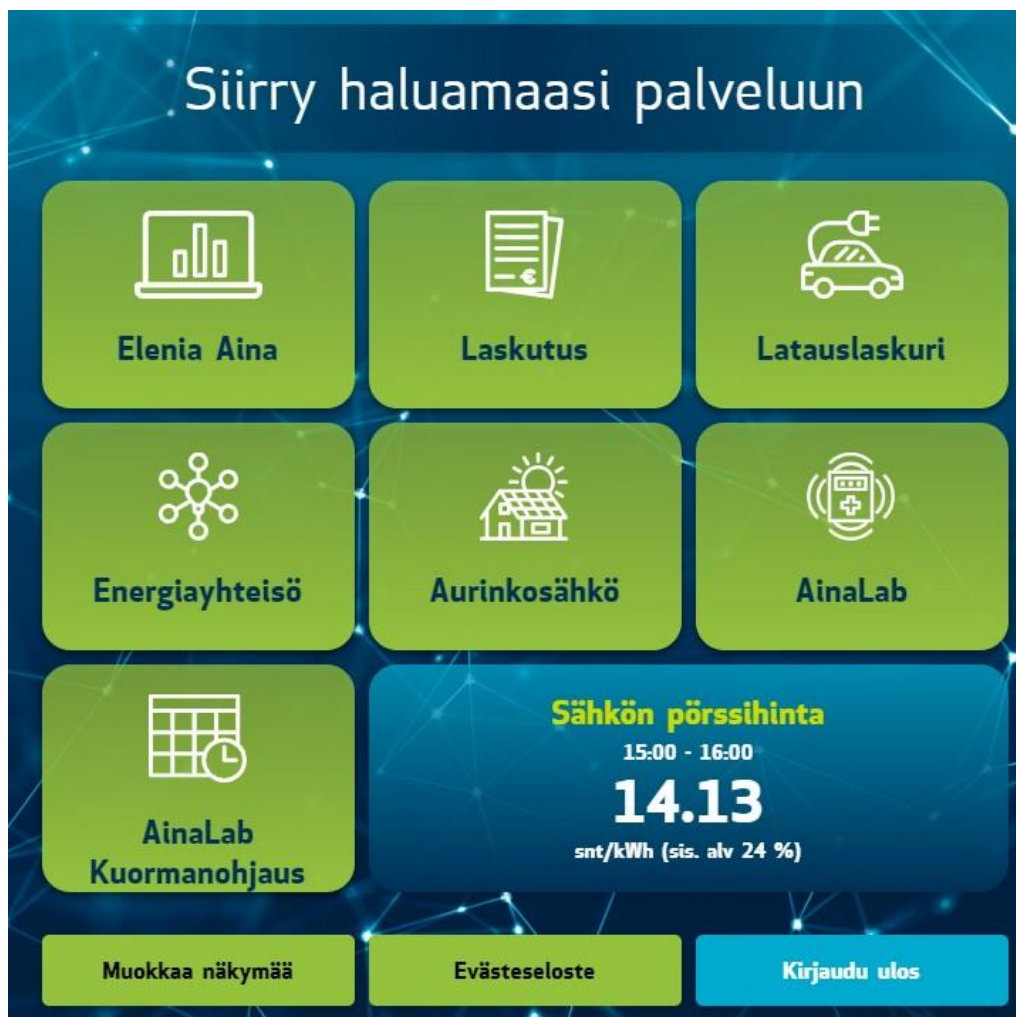 Siirry haluamaasi palveluun
Elenia Aina
Laskutus
Latauslaskuri
Energiayhteisö
Aurinkosähkö
AinaLab
AinaLab
Kuormanohjaus
Sähkön pörssihinta
15:00 - 16:00
14.13
snt/kWh (sis. alv 24 %)
Muokkaa näkymää
Evästeseloste
Kirjaudu ulos